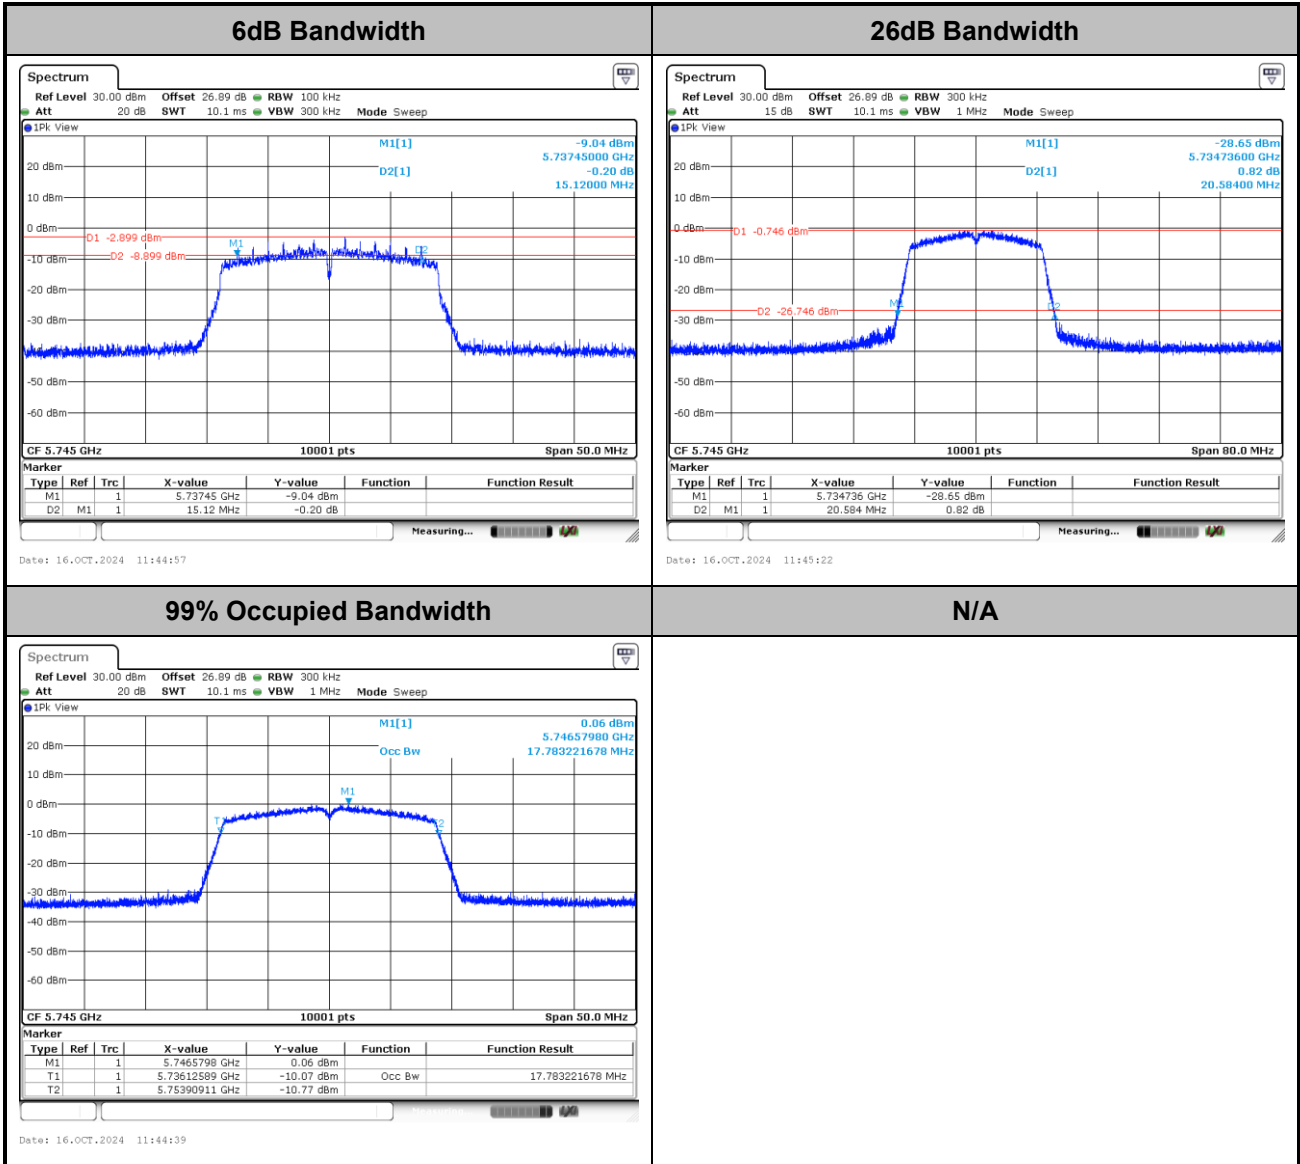 6dB Bandwidth
26dB Bandwidth
Spectrum
Ref Level 30.00 dBm Offset 26.89 dB RBW 100 kHz
Att 20 dB SWT 10.1 ms VBW 300 kHz Mode Sweep
1Pk View
M1[1] -9.04 dBm
5.73745000 GHz
D2[1] -0.20 dB
15.12000 MHz
20 dBm
10 dBm
0 dBm
D1 -2.899 dBm
M1
D2
D2 -8.899 dBm
-10 dBm
-20 dBm
-30 dBm
-50 dBm
-60 dBm
CF 5.745 GHz 10001 pts Span 50.0 MHz
Marker
Type Ref Trc X-value Y-value Function Function Result
M1 1 5.73745 GHz -9.04 dBm
D2 M1 1 15.12 MHz -0.20 dB
Measuring...
Date: 16.OCT.2024 11:44:57
Spectrum
Ref Level 30.00 dBm Offset 26.89 dB RBW 300 kHz
Att 15 dB SWT 10.1 ms VBW 1 MHz Mode Sweep
1Pk View
M1[1] -28.65 dBm
5.73473600 GHz
D2[1] 0.82 dB
20.58400 MHz
20 dBm
10 dBm
0 dBm
D1 -0.746 dBm
-10 dBm
-20 dBm
M1
D2
D2 -26.746 dBm
-30 dBm
-40 dBm
-50 dBm
-60 dBm
CF 5.745 GHz 10001 pts Span 80.0 MHz
Marker
Type Ref Trc X-value Y-value Function Function Result
M1 1 5.734736 GHz -28.65 dBm
D2 M1 1 20.584 MHz 0.82 dB
Measuring...
Date: 16.OCT.2024 11:45:22
99% Occupied Bandwidth
N/A
Spectrum
Ref Level 30.00 dBm Offset 26.89 dB RBW 300 kHz
Att 20 dB SWT 10.1 ms VBW 1 MHz Mode Sweep
1Pk View
M1[1] 0.06 dBm
5.74657980 GHz
Occ Bw 17.783221678 MHz
20 dBm
10 dBm
M1
0 dBm
T1
T2
-10 dBm
-20 dBm
-30 dBm
-40 dBm
-50 dBm
-60 dBm
CF 5.745 GHz 10001 pts Span 50.0 MHz
Marker
Type Ref Trc X-value Y-value Function Function Result
M1 1 5.7465798 GHz 0.06 dBm
T1 1 5.73612589 GHz -10.07 dBm Occ Bw 17.783221678 MHz
T2 1 5.75390911 GHz -10.77 dBm
Date: 16.OCT.2024 11:44:39